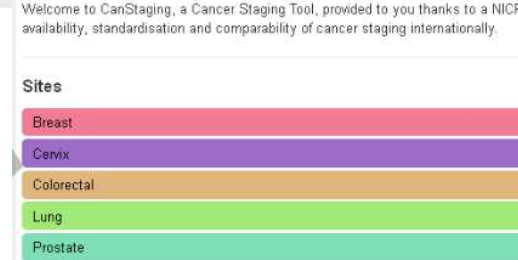 Welcome to CanStaging, a Cancer Staging Tool, provided to you thanks to a
availability, standardisation and comparability of cancer staging internationally.
Sites
Breast
Cervix
Colorectal
Lung
Prostate